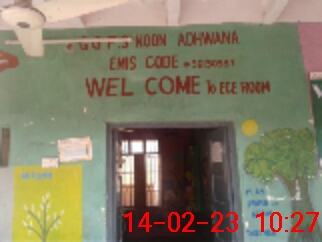 G G P S NOON ADHWANA
EMIS CODE
WEL COME To ECE ROOM
14-02-23 10:27